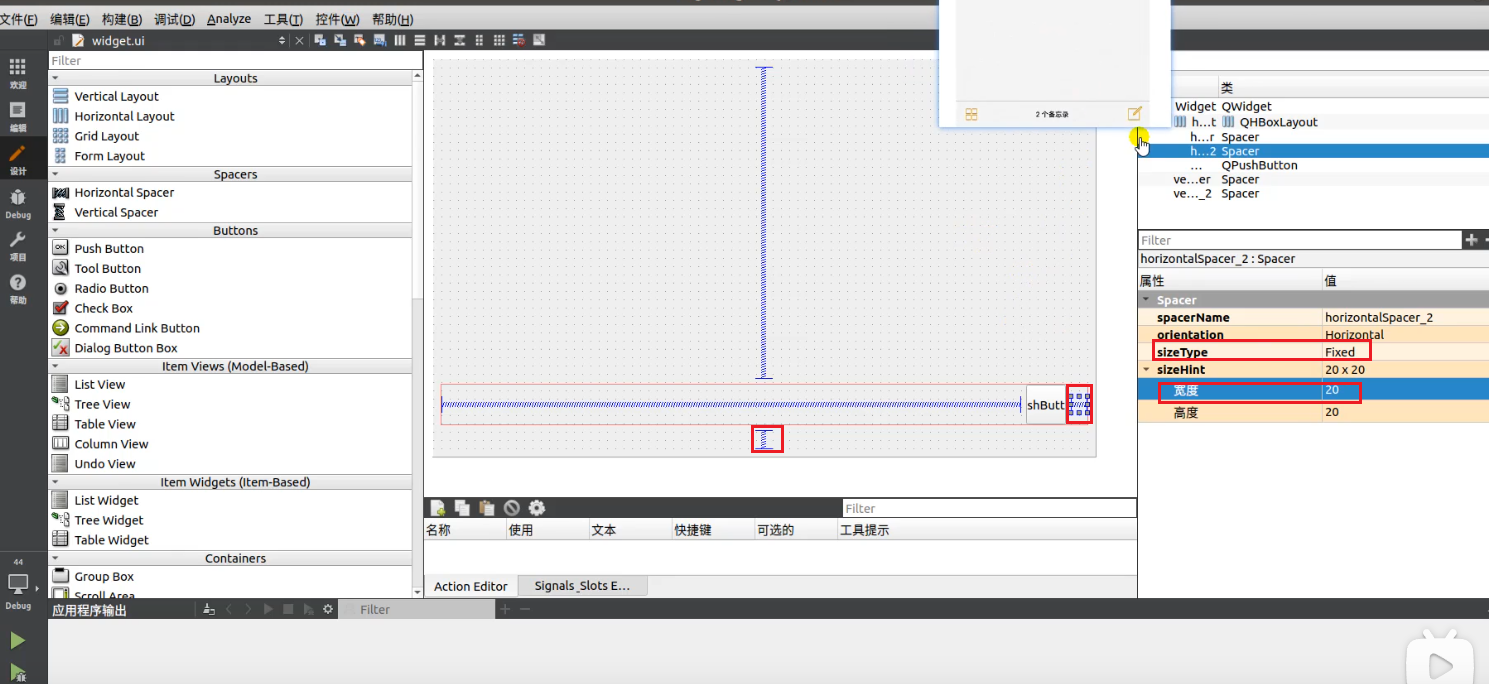 文件(F) 编辑(E) 构建(B) 调试(D) Analyze 工具(T) 控件(W) 帮助(H)
widget.ui
欢迎
编辑
设计
Debug
项目
帮助
44
Debug
Filter
Layouts
Vertical Layout
Horizontal Layout
Grid Layout
Form Layout
Spacers
Horizontal Spacer
Vertical Spacer
Buttons
OK
Push Button
Tool Button
Radio Button
Check Box
Command Link Button
Dialog Button Box
Item Views (Model-Based)
List View
Tree View
Table View
Column View
Undo View
Item Widgets (Item-Based)
List Widget
Tree Widget
Table Widget
Containers
Group Box
Scroll Area
shButt
2 个备忘录
类
Widget QWidget
h...t QHBoxLayout
h...r Spacer
h...2 Spacer
... QPushButton
ve...er Spacer
ve..._2 Spacer
Filter
horizontalSpacer_2 : Spacer
属性 值
Spacer
spacerName horizontalSpacer_2
orientation Horizontal
sizeType Fixed
sizeHint 20 x 20
宽度 20
高度 20
Filter
名称 使用 文本 快捷键 可选的 工具提示
Action Editor Signals_Slots E...
应用程序输出 Filter